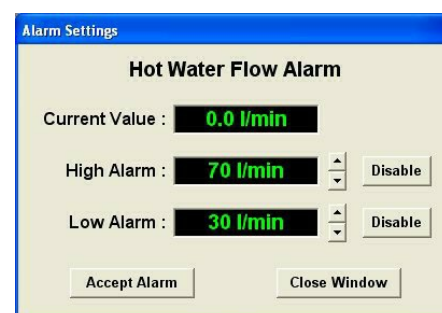 Alarm Settings
Hot Water Flow Alarm
Current Value : 0.0 l/min
High Alarm : 70 l/min Disable
Low Alarm : 30 l/min Disable
Accept Alarm Close Window